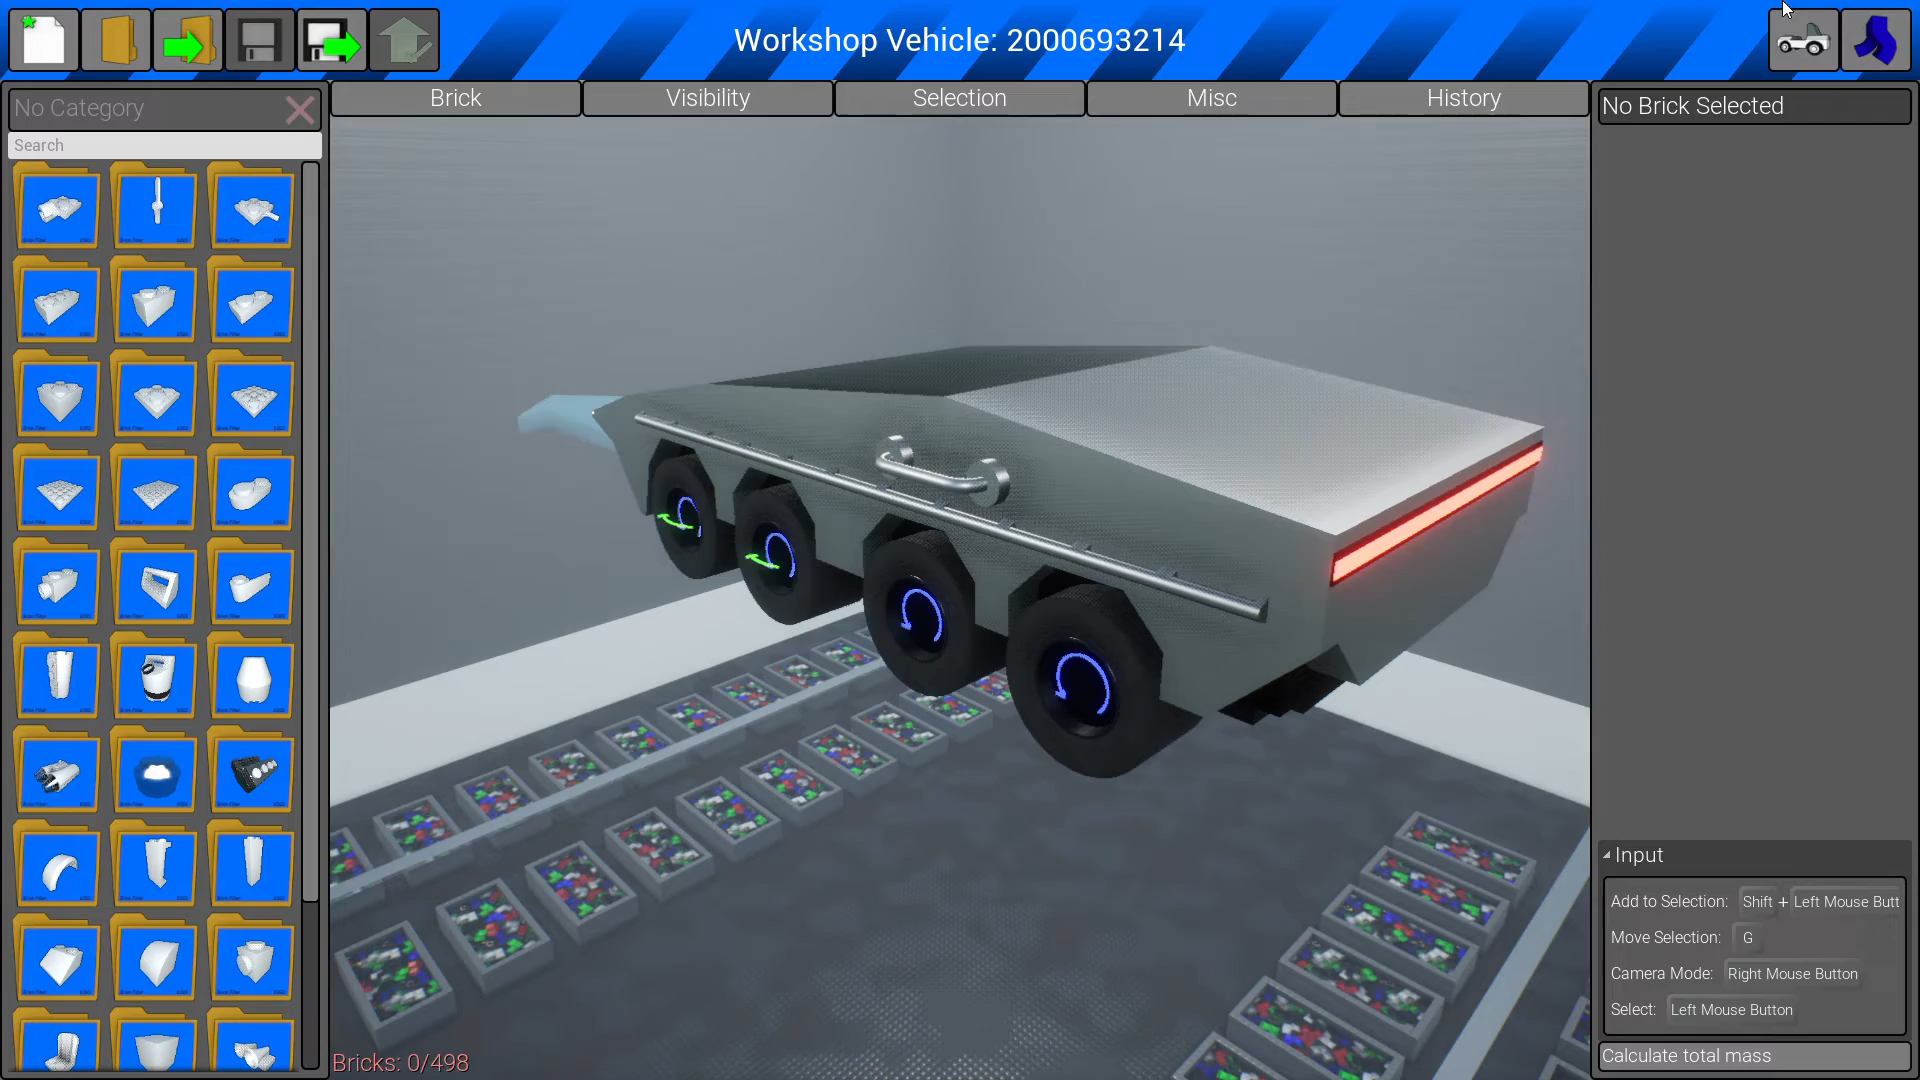 Workshop Vehicle: 2000693214
No Category
Search
Brick
Visibility
Selection
Misc
History
No Brick Selected
Input
Add to Selection: Shift + Left Mouse Butt
Move Selection: G
Camera Mode: Right Mouse Button
Select: Left Mouse Button
Calculate total mass
Bricks: 0/498